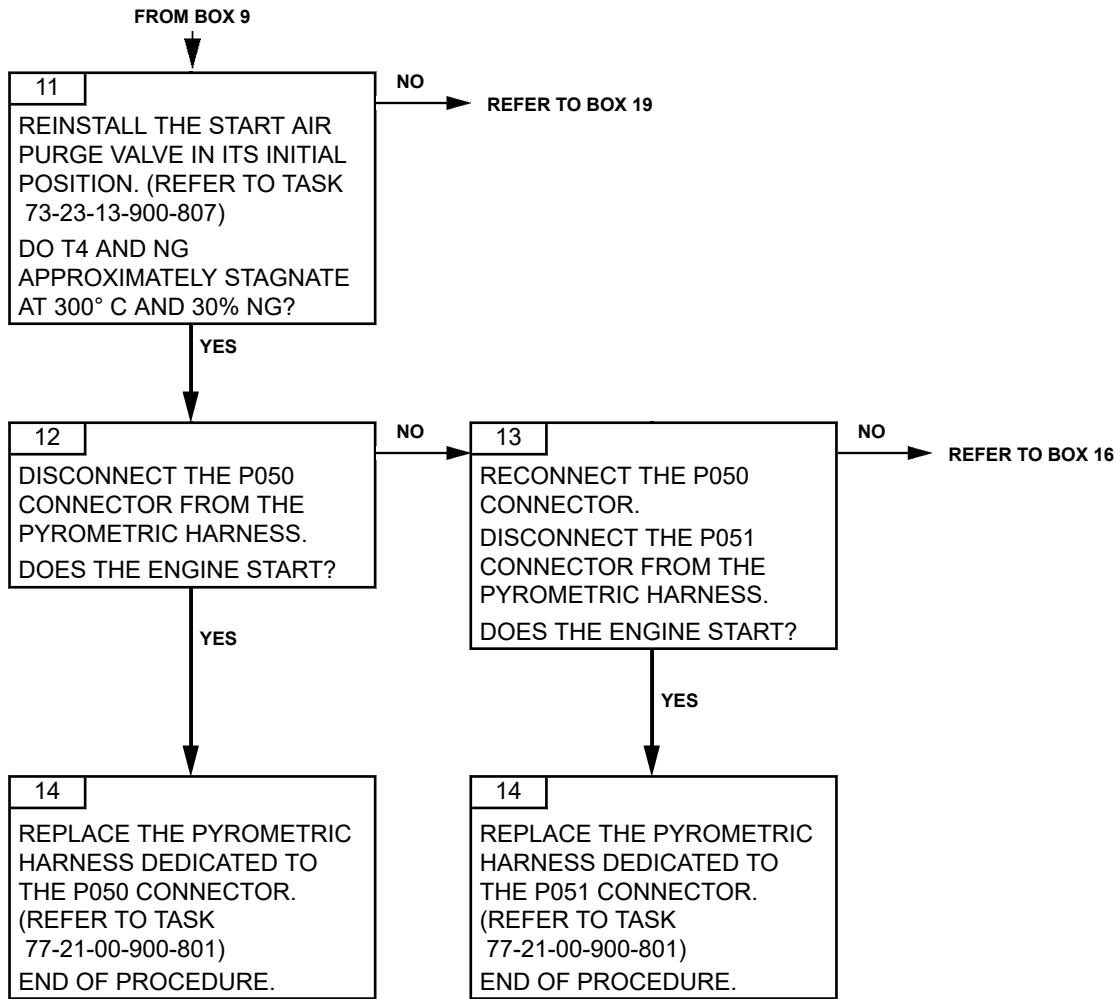 FROM BOX 9
11
NO
REFER TO BOX 19
REINSTALL THE START AIR
PURGE VALVE IN ITS INITIAL
POSITION. (REFER TO TASK
73-23-13-900-807)
DO T4 AND NG
APPROXIMATELY STAGNATE
AT 300° C AND 30% NG?
YES
12
DISCONNECT THE P050
CONNECTOR FROM THE
PYROMETRIC HARNESS.
DOES THE ENGINE START?
NO
13
RECONNECT THE P050
CONNECTOR.
DISCONNECT THE P051
CONNECTOR FROM THE
PYROMETRIC HARNESS.
DOES THE ENGINE START?
NO
REFER TO BOX 16
YES
YES
14
REPLACE THE PYROMETRIC
HARNESS DEDICATED TO
THE P050 CONNECTOR.
(REFER TO TASK
77-21-00-900-801)
END OF PROCEDURE.
14
REPLACE THE PYROMETRIC
HARNESS DEDICATED TO
THE P051 CONNECTOR.
(REFER TO TASK
77-21-00-900-801)
END OF PROCEDURE.